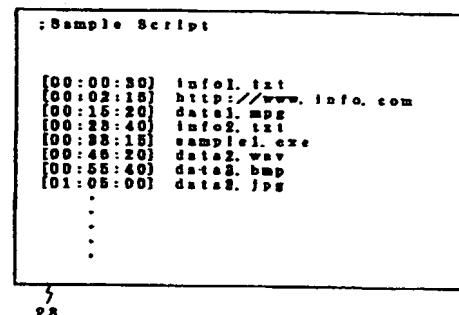 ;Sample Script
[00:00:30] info1.txt
[00:02:15] http://www.info.com
[00:15:20] data1.mpg
[00:23:40] info2.txt
[00:38:15] sample1.exe
[00:46:20] data2.wav
[00:55:40] data3.bmp
[01:05:00] data3.jpg
28